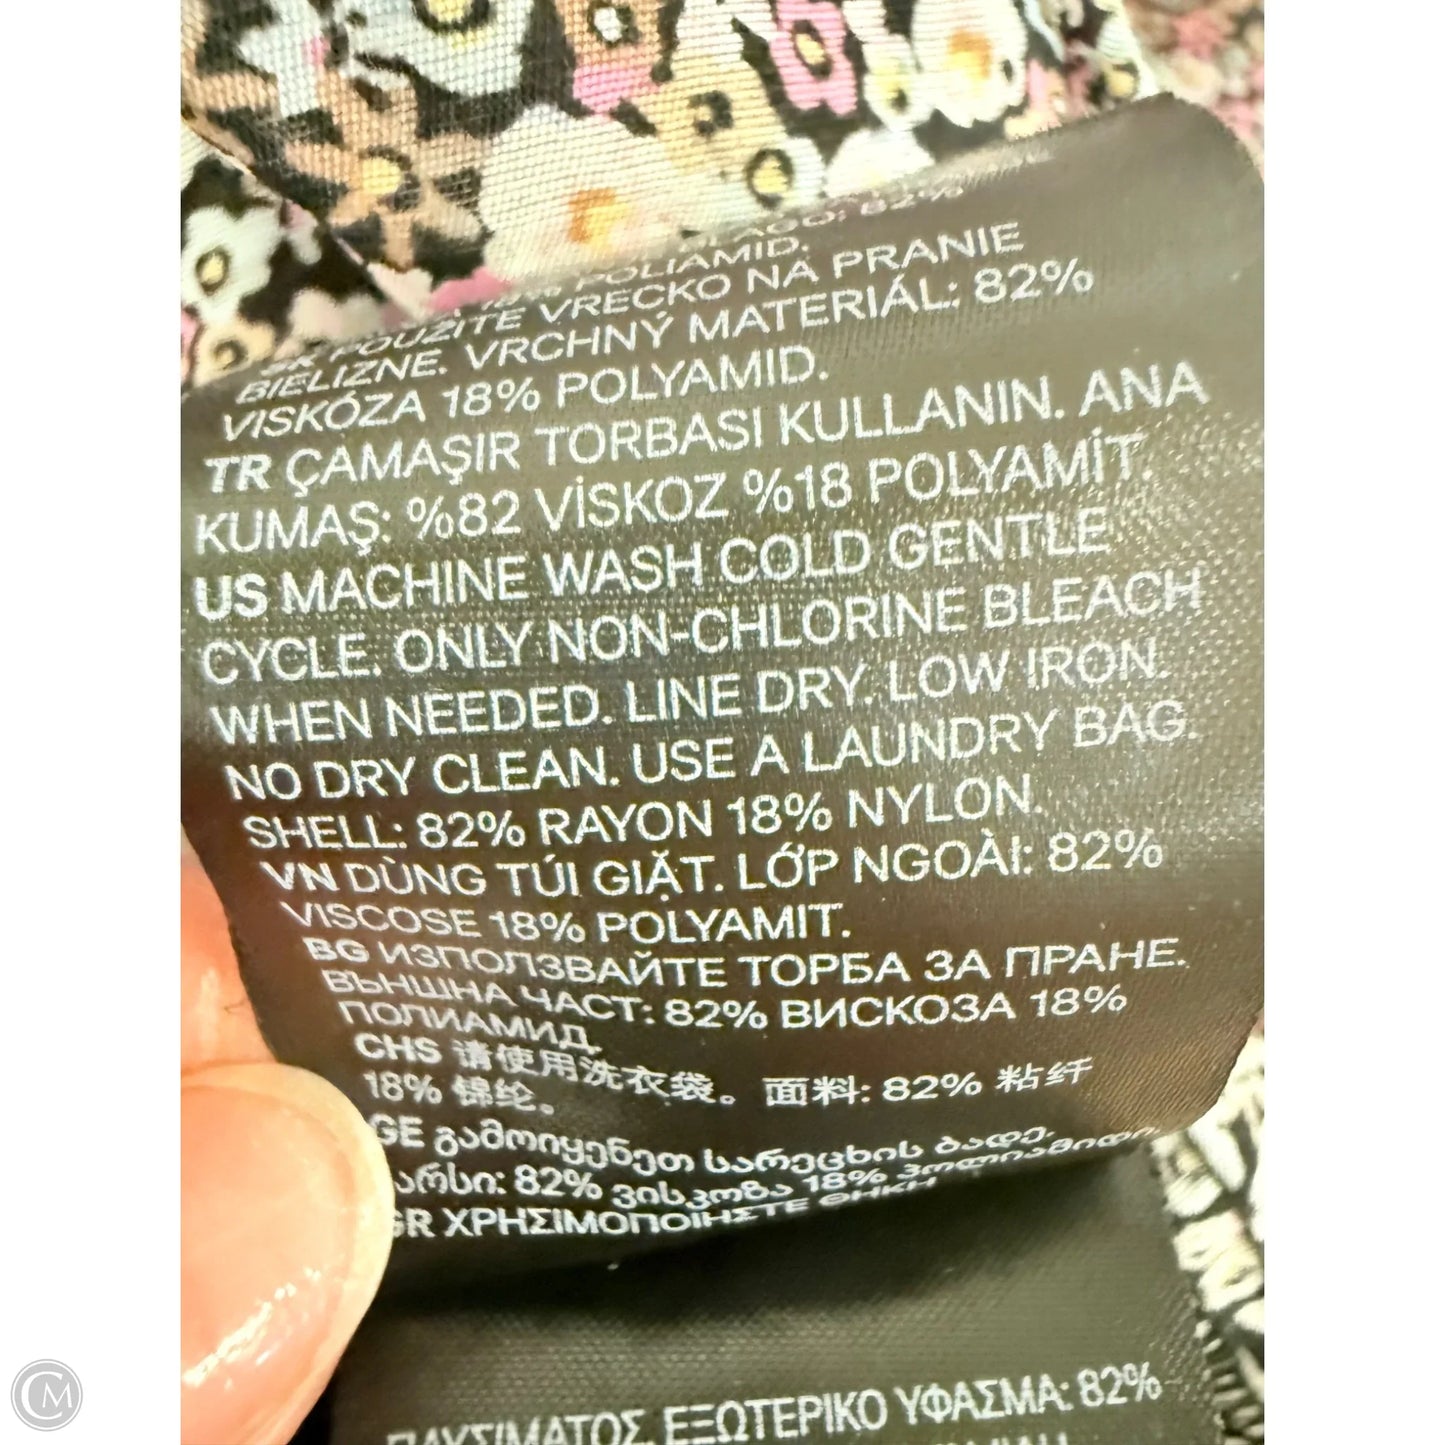 82%
POLIAMID.
SK POUŽITE VRECKO NA PRANIE
BIELIZNE. VRCHNÝ MATERIÁL: 82%
VISKÓZA 18% POLYAMID.
TR ÇAMAŞIR TORBASI KULLANIN. ANA
KUMAŞ: %82 VİSKOZ %18 POLYAMİT.
US MACHINE WASH COLD GENTLE
CYCLE. ONLY NON-CHLORINE BLEACH
WHEN NEEDED. LINE DRY. LOW IRON.
NO DRY CLEAN. USE A LAUNDRY BAG.
SHELL: 82% RAYON 18% NYLON.
VN DÙNG TÚI GIẶT. LỚP NGOÀI: 82%
VISCOSE 18% POLYAMIT.
BG ИЗПОЛЗВАЙТЕ ТОРБА ЗА ПРАНЕ.
ВЪНШНА ЧАСТ: 82% ВИСКОЗА 18%
ПОЛИАМИД.
CHS 请使用洗衣袋。面料: 82% 粘纤
18% 锦纶。
GE გამოიყენეთ სარეცხის ბადე.
82% ვისკოზა 18% პოლიამიდი.
GR ΧΡΗΣΙΜΟΠΟΙΗΣΤΕ ΘΗΚΗ
ΠΛΥΣΙΜΑΤΟΣ. ΕΞΩΤΕΡΙΚΟ ΥΦΑΣΜΑ: 82%
CM